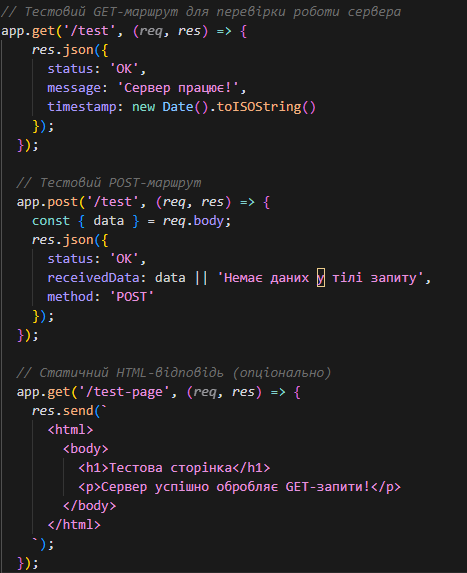 // Тестовий GET-маршрут для перевірки роботи сервера
app.get('/test', (req, res) => {
    res.json({
      status: 'OK',
      message: 'Сервер працює!',
      timestamp: new Date().toISOString()
    });
  });

  // Тестовий POST-маршрут
  app.post('/test', (req, res) => {
    const { data } = req.body;
    res.json({
      status: 'OK',
      receivedData: data || 'Немає даних у тілі запиту',
      method: 'POST'
    });
  });

  // Статичний HTML-відповідь (опціонально)
  app.get('/test-page', (req, res) => {
    res.send(`
      <html>
        <body>
          <h1>Тестова сторінка</h1>
          <p>Сервер успішно обробляє GET-запити!</p>
        </body>
      </html>
    `);
  });